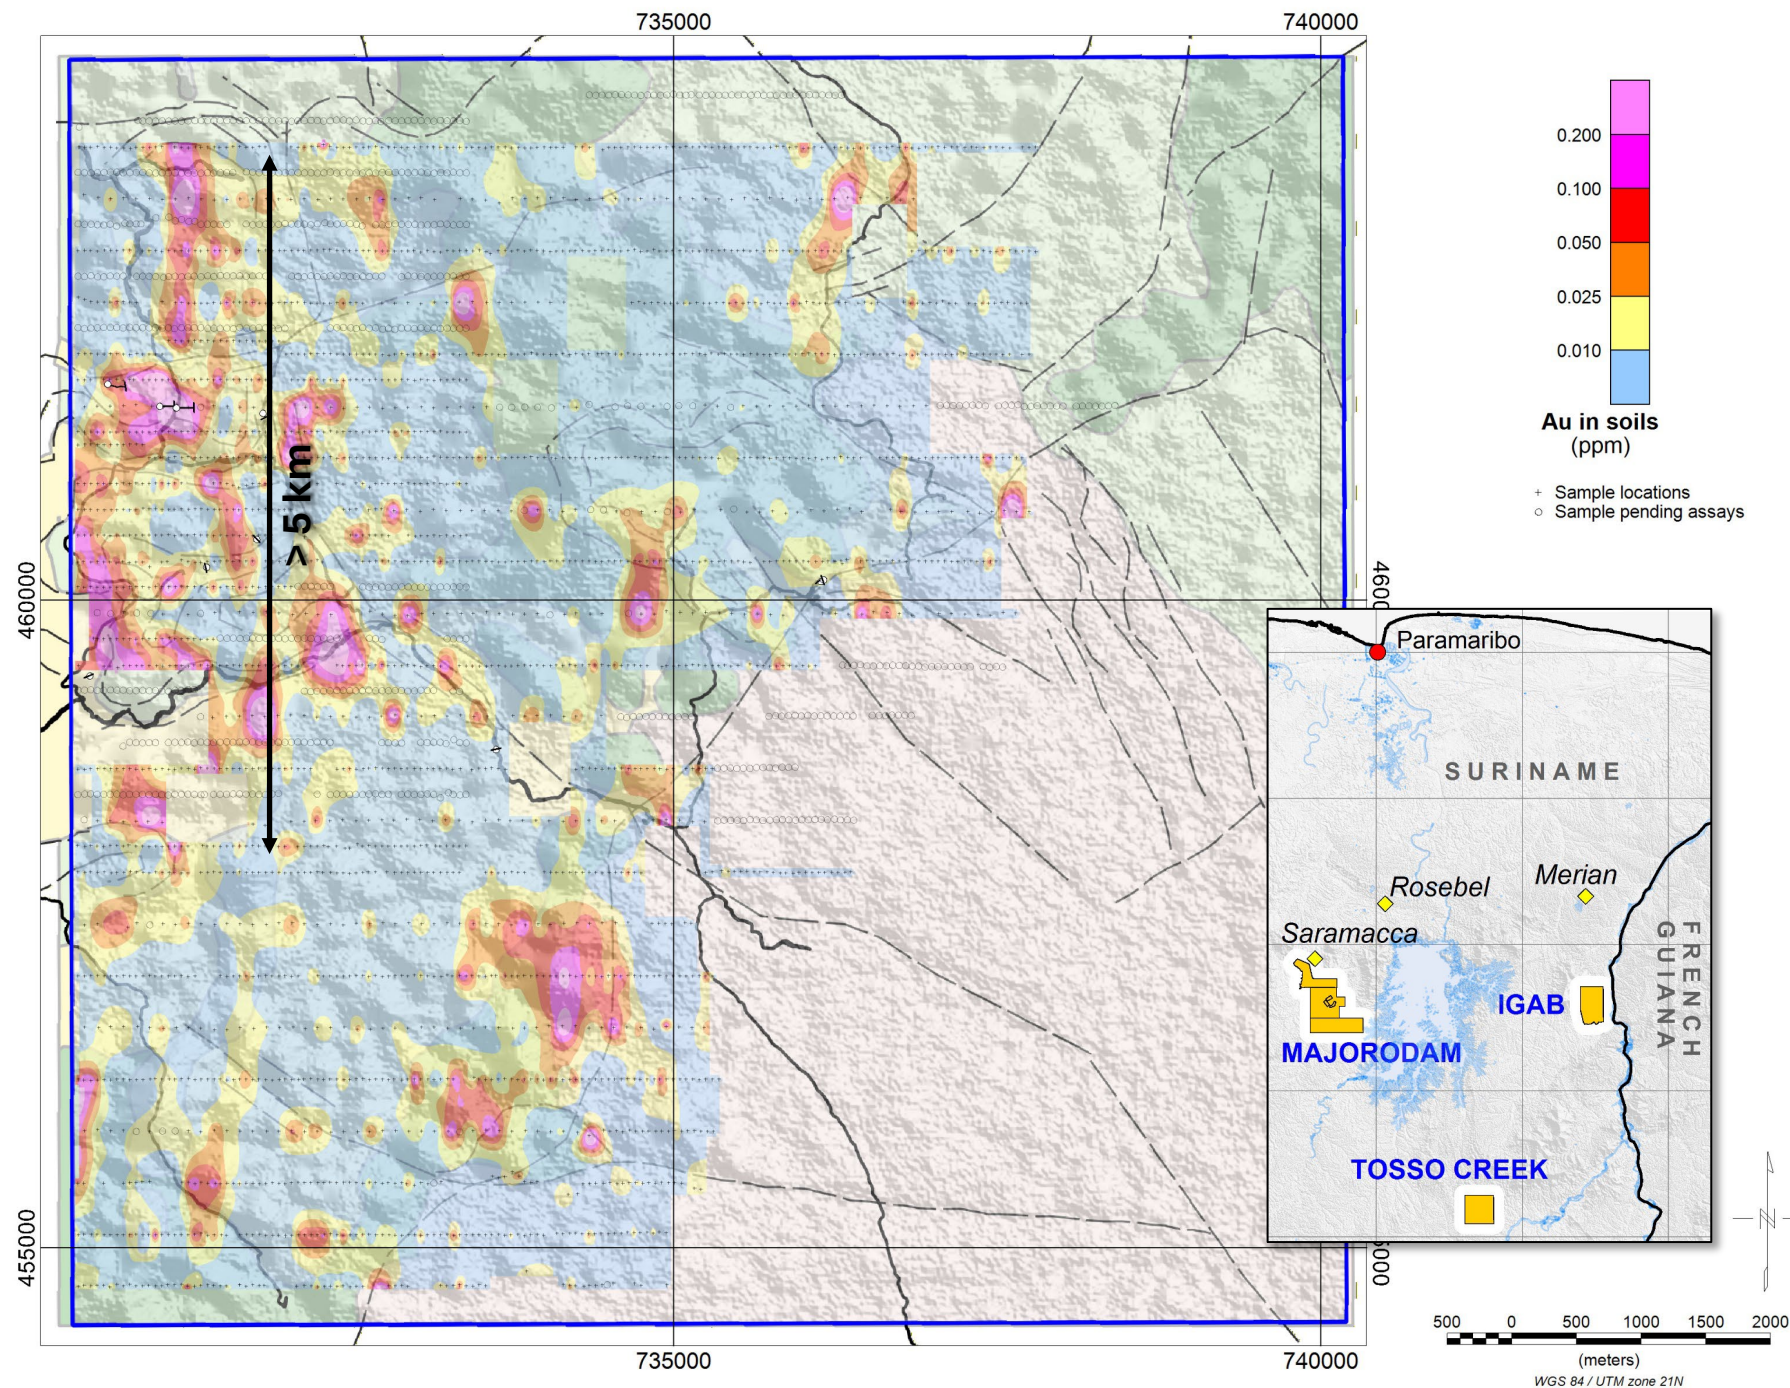 735000
740000
0.200
0.100
0.050
0.025
0.010
Au in soils
(ppm)
+ Sample locations
○ Sample pending assays
> 5 km
460000
4600
455000
5000
735000
740000
Paramaribo
SURINAME
Rosebel
Merian
Saramacca
FRENCH
GUIANA
IGAB
MAJORODAM
TOSSO CREEK
N
500 0 500 1000 1500 2000
(meters)
WGS 84 / UTM zone 21N